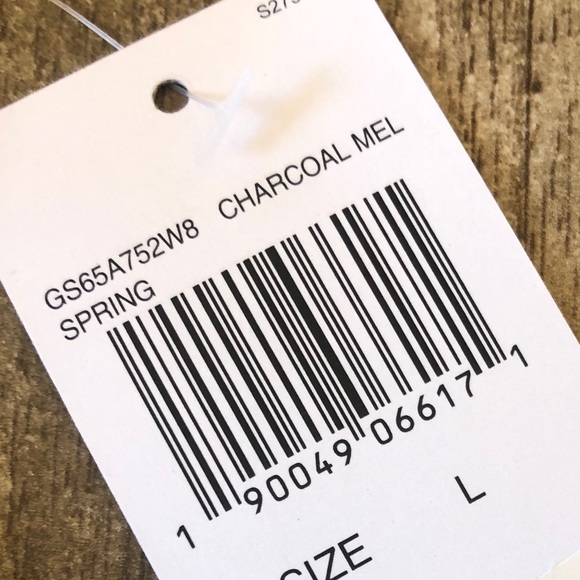 GS65A752W8 CHARCOAL MEL
SPRING
1 90049 06617 1
L
SIZE